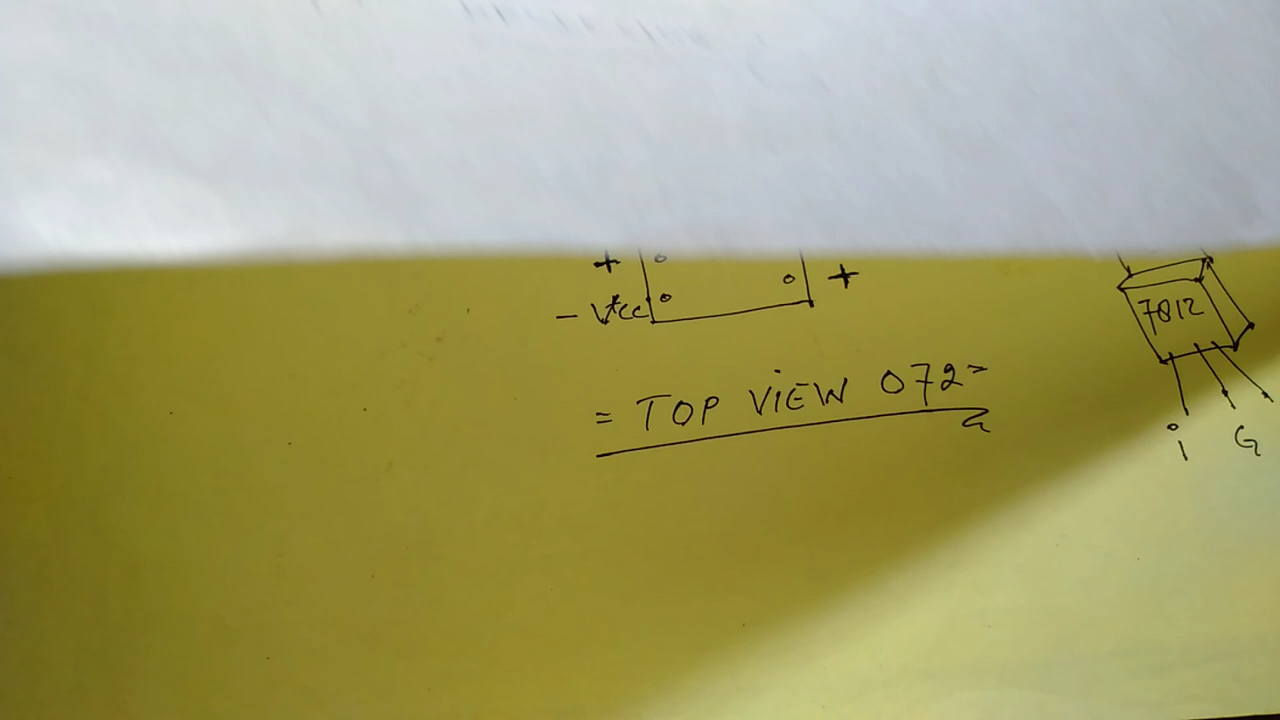 + +
- Vcc
7812
= TOP VIEW 072=
i G